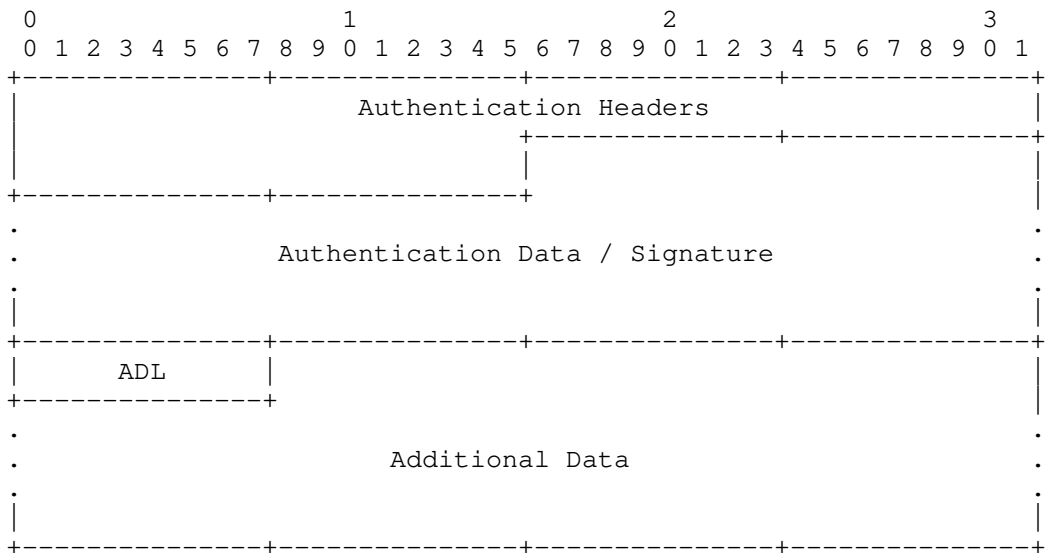 0                   1                   2                   3
0 1 2 3 4 5 6 7 8 9 0 1 2 3 4 5 6 7 8 9 0 1 2 3 4 5 6 7 8 9 0 1
Authentication Headers
Authentication Data / Signature
ADL
Additional Data